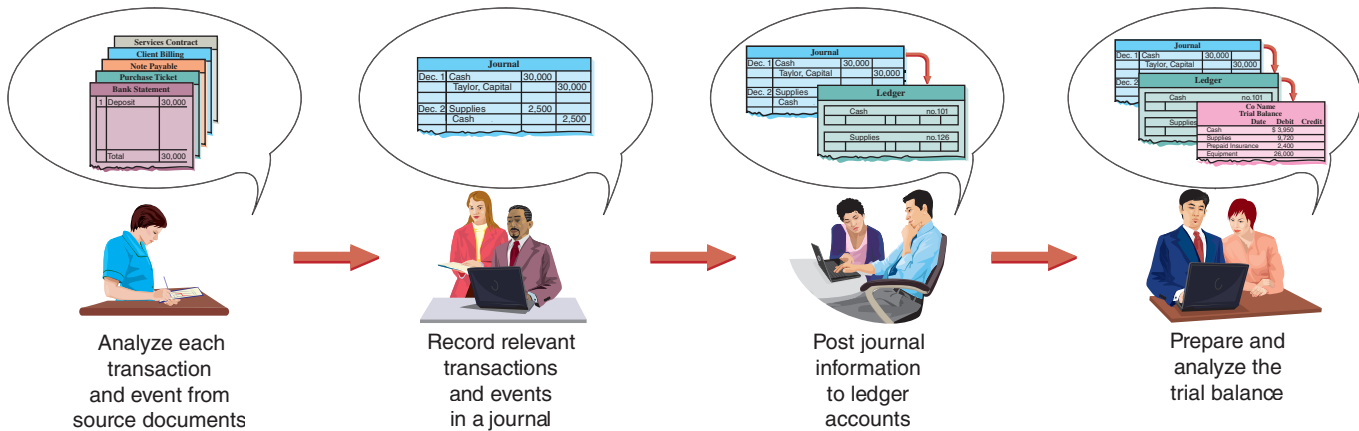 Services Contract
Client Billing
Note Payable
Purchase Ticket
Bank Statement
1 Deposit 30,000
Total 30,000
Analyze each
transaction
and event from
source documents
Journal
Dec. 1 Cash 30,000
Taylor, Capital 30,000
Dec. 2 Supplies 2,500
Cash 2,500
Record relevant
transactions
and events
in a journal
Journal
Dec. 1 Cash 30,000
Taylor, Capital 30,000
Dec. 2 Supplies
Cash
Ledger
Cash no.101
Supplies no.126
Post journal
information
to ledger
accounts
Journal
Dec. 1 Cash 30,000
Taylor, Capital 30,000
Dec. 2
Ledger
Cash no.101
Supplies
Co Name
Trial Balance
Date Debit Credit
Cash $ 3,950
Supplies 9,720
Prepaid Insurance 2,400
Equipment 26,000
Prepare and
analyze the
trial balance